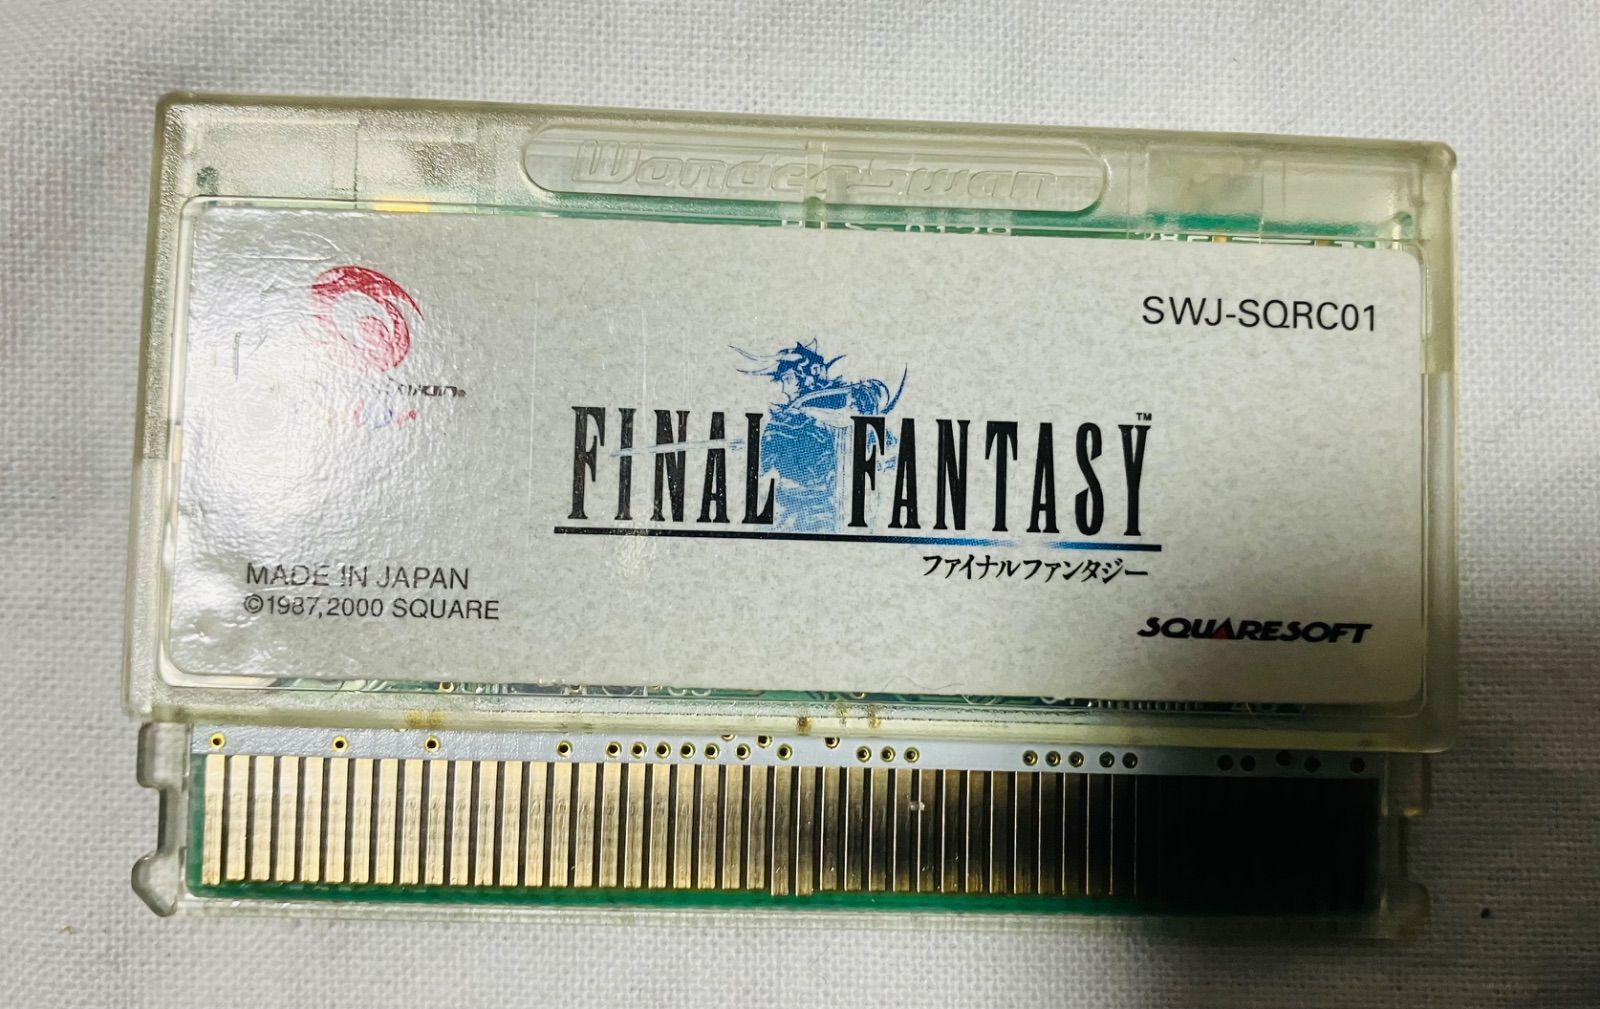 WonderSwan
SWJ-SQRC01
FINAL FANTASY™
ファイナルファンタジー
MADE IN JAPAN
©1987,2000 SQUARE
SQUARESOFT